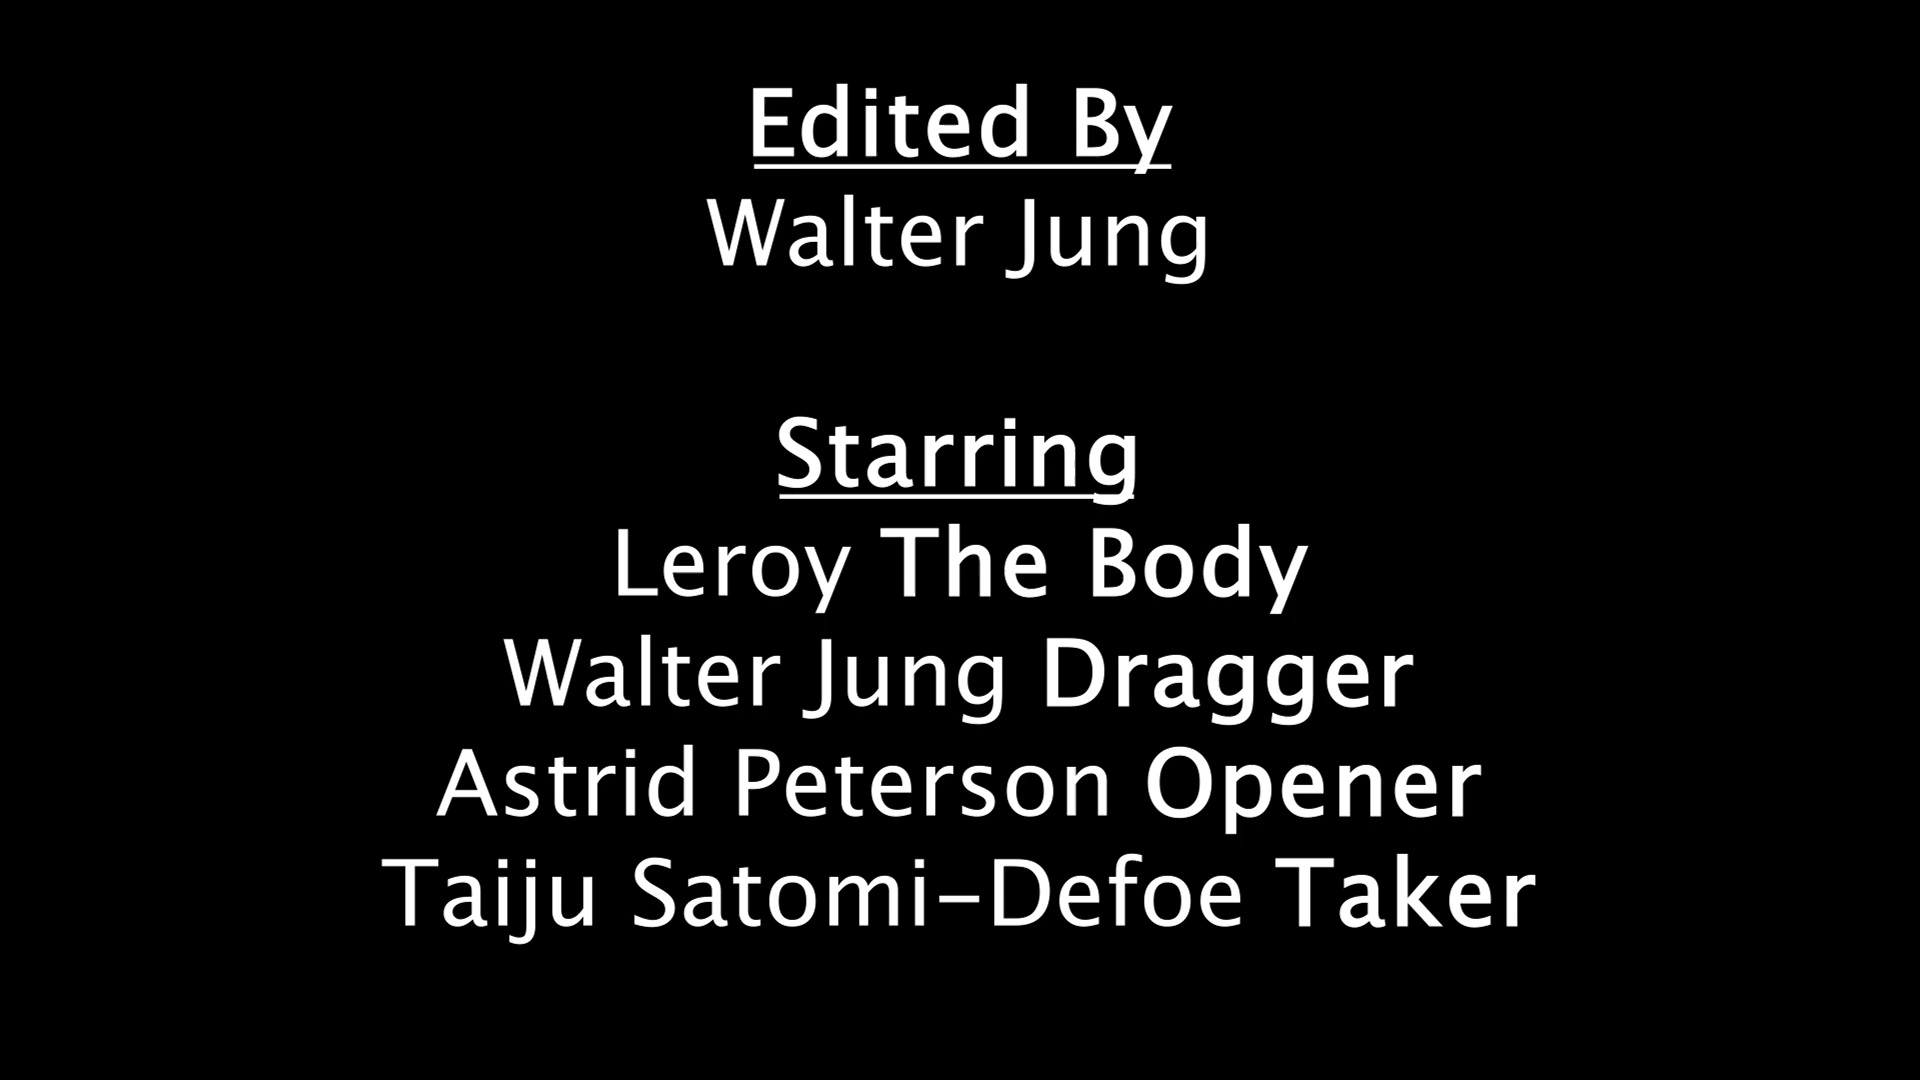 Edited By
Walter Jung
Starring
Leroy The Body
Walter Jung Dragger
Astrid Peterson Opener
Taiju Satomi-Defoe Taker